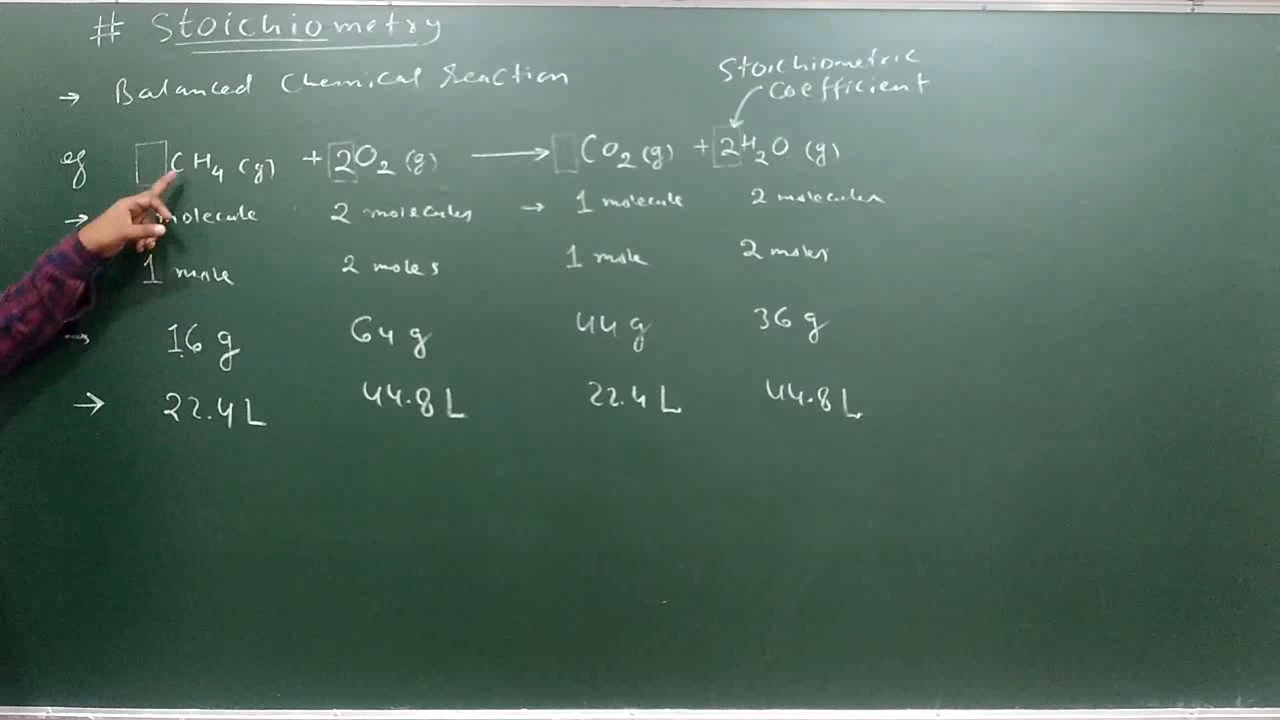 # Stoichiometry
→ Balanced Chemical Reaction
Stoichiometric
Coefficient
eg CH4 (g) + 2O2 (g) ⟶ CO2 (g) + 2H2O (g)
→ molecule 2 molecules → 1 molecule 2 molecules
1 mole 2 moles 1 mole 2 moles
→ 16 g 64 g 44 g 36 g
→ 22.4 L 44.8 L 22.4 L 44.8 L